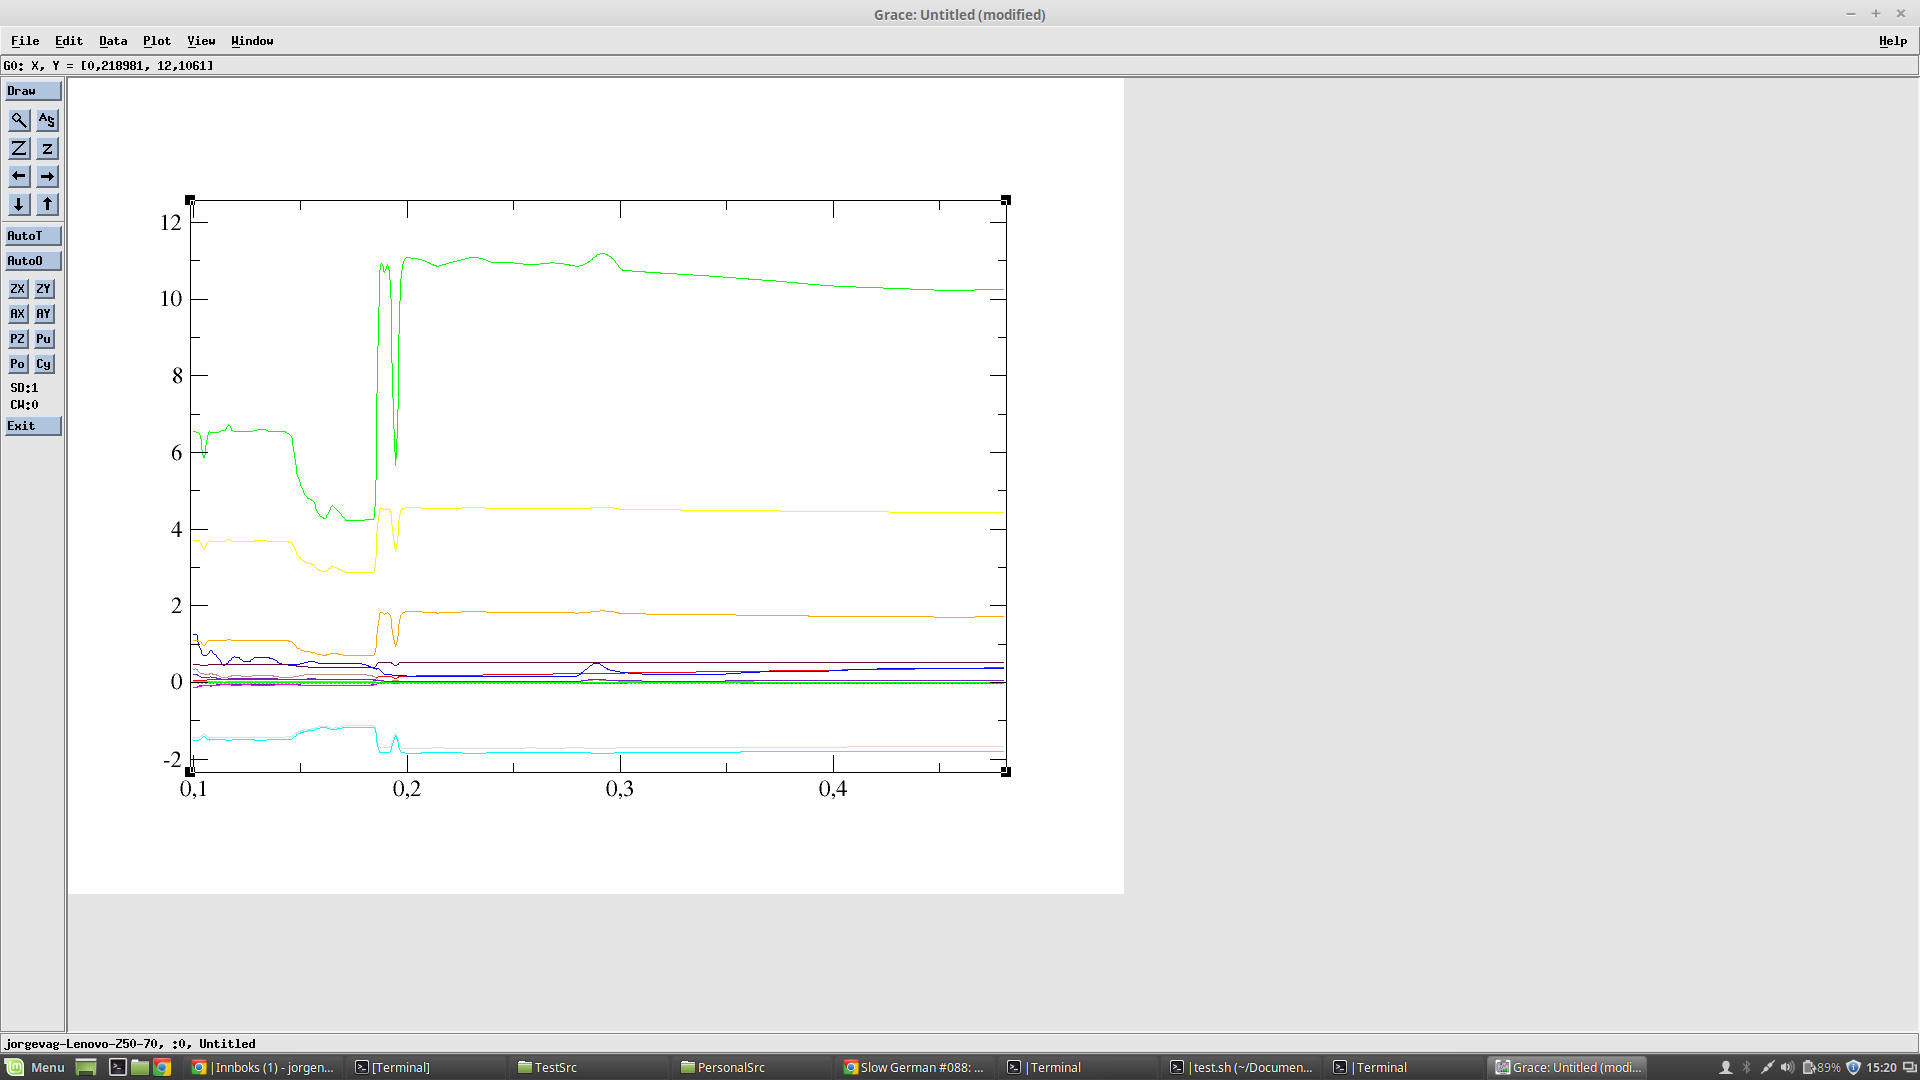 Grace: Untitled (modified)
File Edit Data Plot View Window Help
G0: X, Y = [0,218981, 12,1061]
Draw
AS
Z z
AutoT
AutoO
ZX ZY
AX AY
PZ Pu
Po Cy
SD:1
CW:0
Exit
12
10
8
6
4
2
0
-2
0,1 0,2 0,3 0,4
jorgevag-Lenovo-Z50-70, :0, Untitled
Menu |Innboks (1) - jorgen... [Terminal] TestSrc PersonalSrc Slow German #088: ... |Terminal |test.sh (~/Documen... |Terminal Grace: Untitled (modi... 89% 15:20